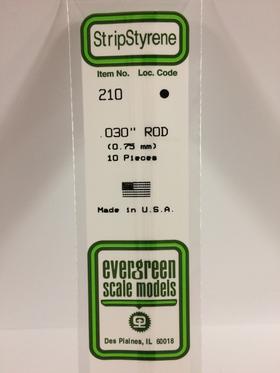 StripStyrene
Item No. Loc. Code
210
.030" ROD
(0.75 mm)
10 Pieces
Made in U.S.A.
evergreen
scale models
Des Plaines, IL 60018